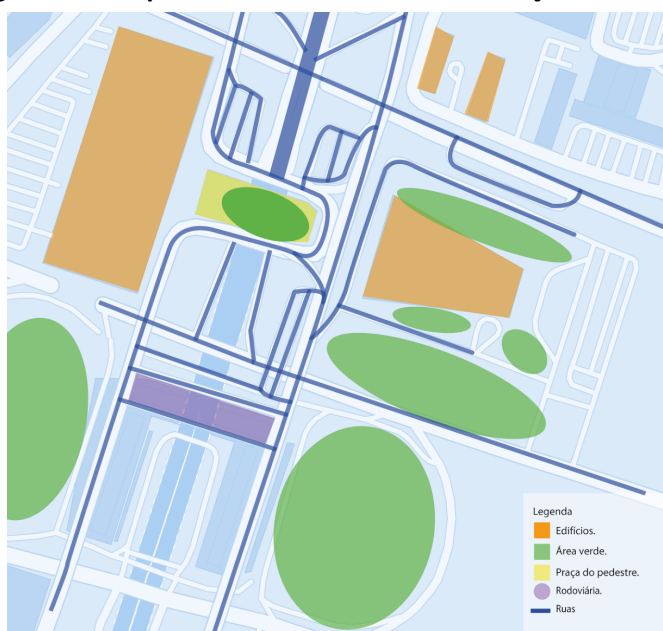 Legenda
Edifícios.
Área verde.
Praça do pedestre.
Rodoviária.
Ruas